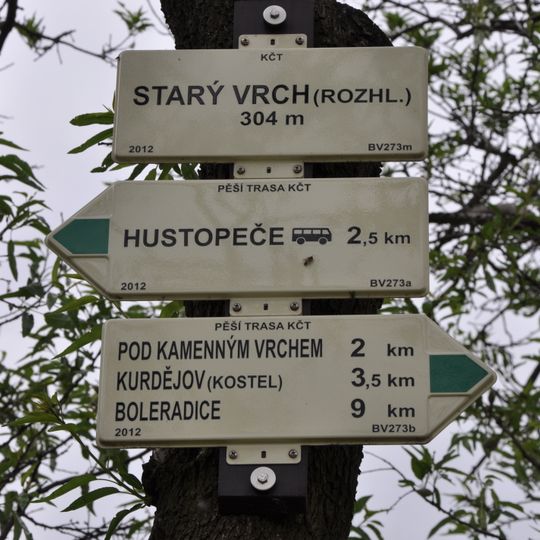 KČT
STARÝ VRCH (ROZHL.)
304 m
2012 BV273m
PĚŠÍ TRASA KČT
HUSTOPEČE 2,5 km
2012 BV273a
PĚŠÍ TRASA KČT
POD KAMENNÝM VRCHEM 2 km
KURDĚJOV (KOSTEL) 3,5 km
BOLERADICE 9 km
2012 BV273b